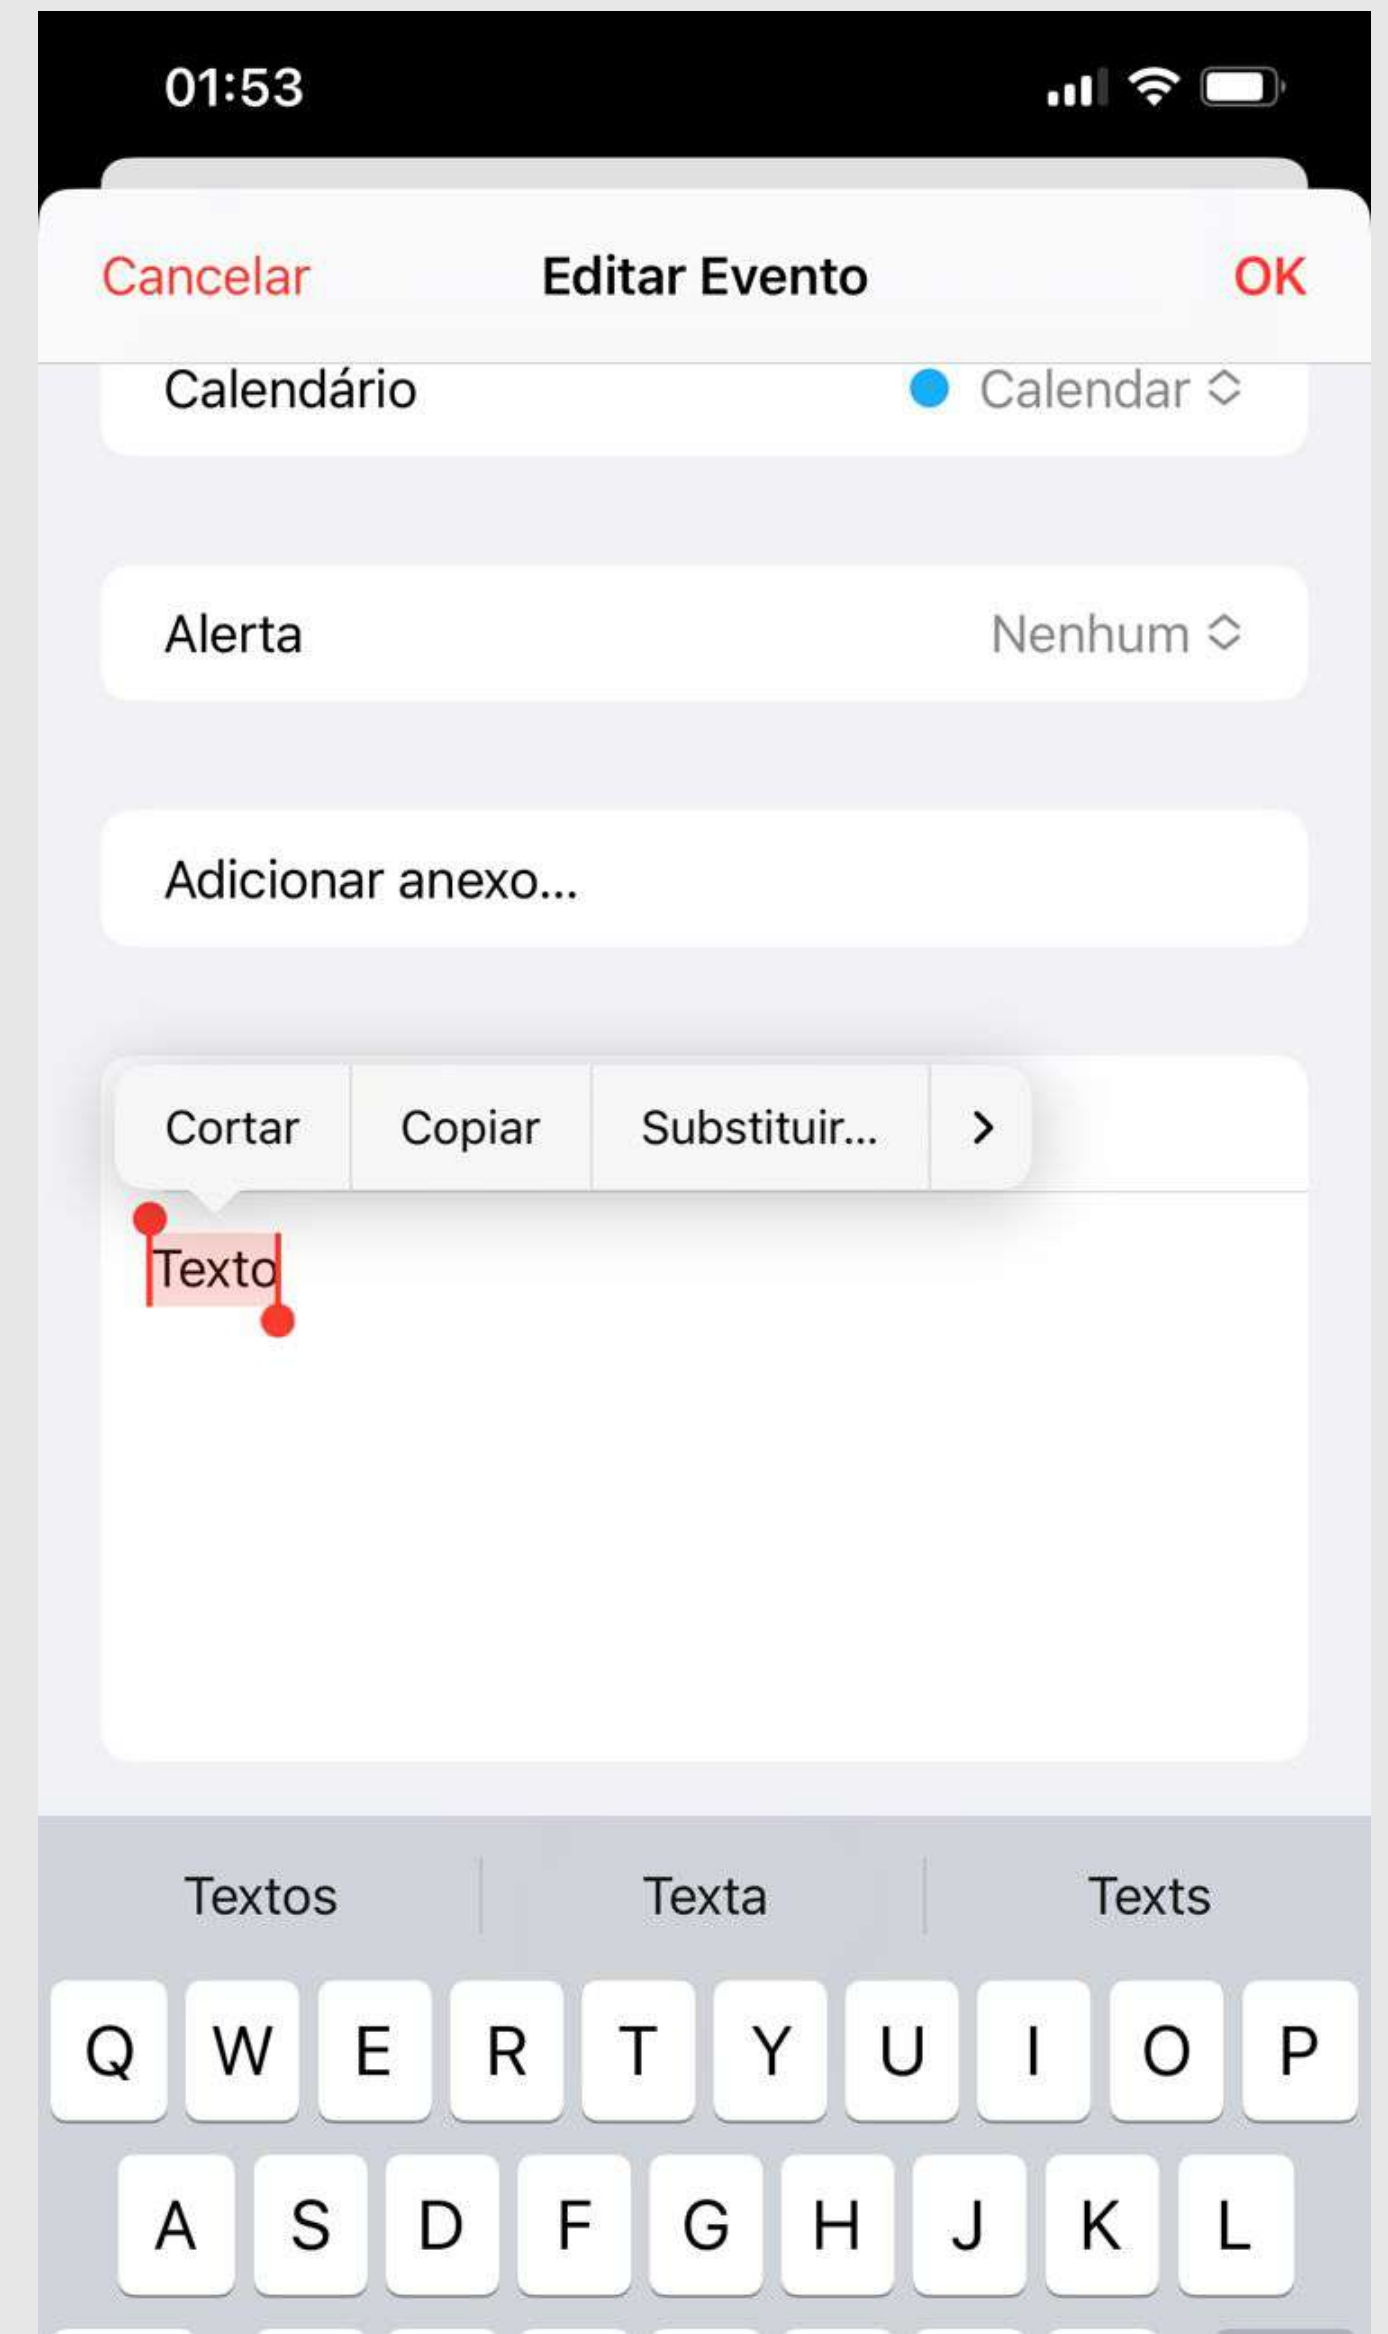 01:53
Cancelar Editar Evento OK
Calendário Calendar
Alerta Nenhum
Adicionar anexo...
Cortar Copiar Substituir... >
Texto
Textos Texta Texts
Q W E R T Y U I O P
A S D F G H J K L